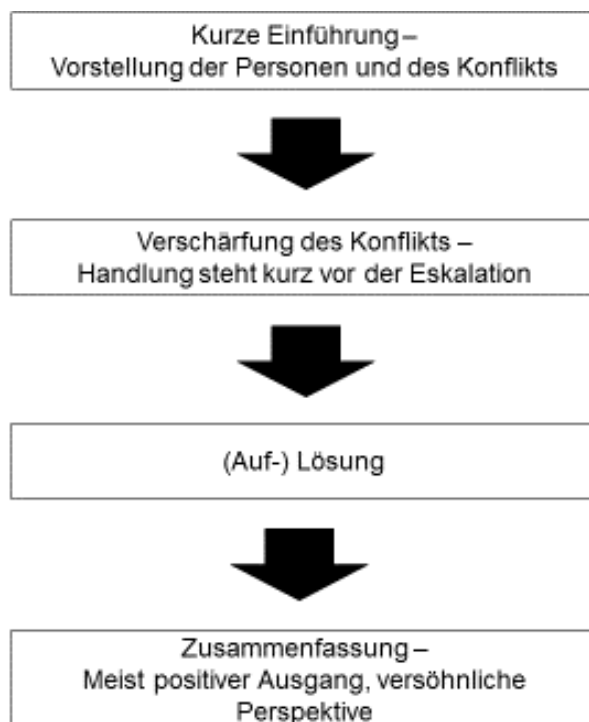 Kurze Einführung –
Vorstellung der Personen und des Konflikts
Verschärfung des Konflikts –
Handlung steht kurz vor der Eskalation
(Auf-) Lösung
Zusammenfassung –
Meist positiver Ausgang, versöhnliche
Perspektive